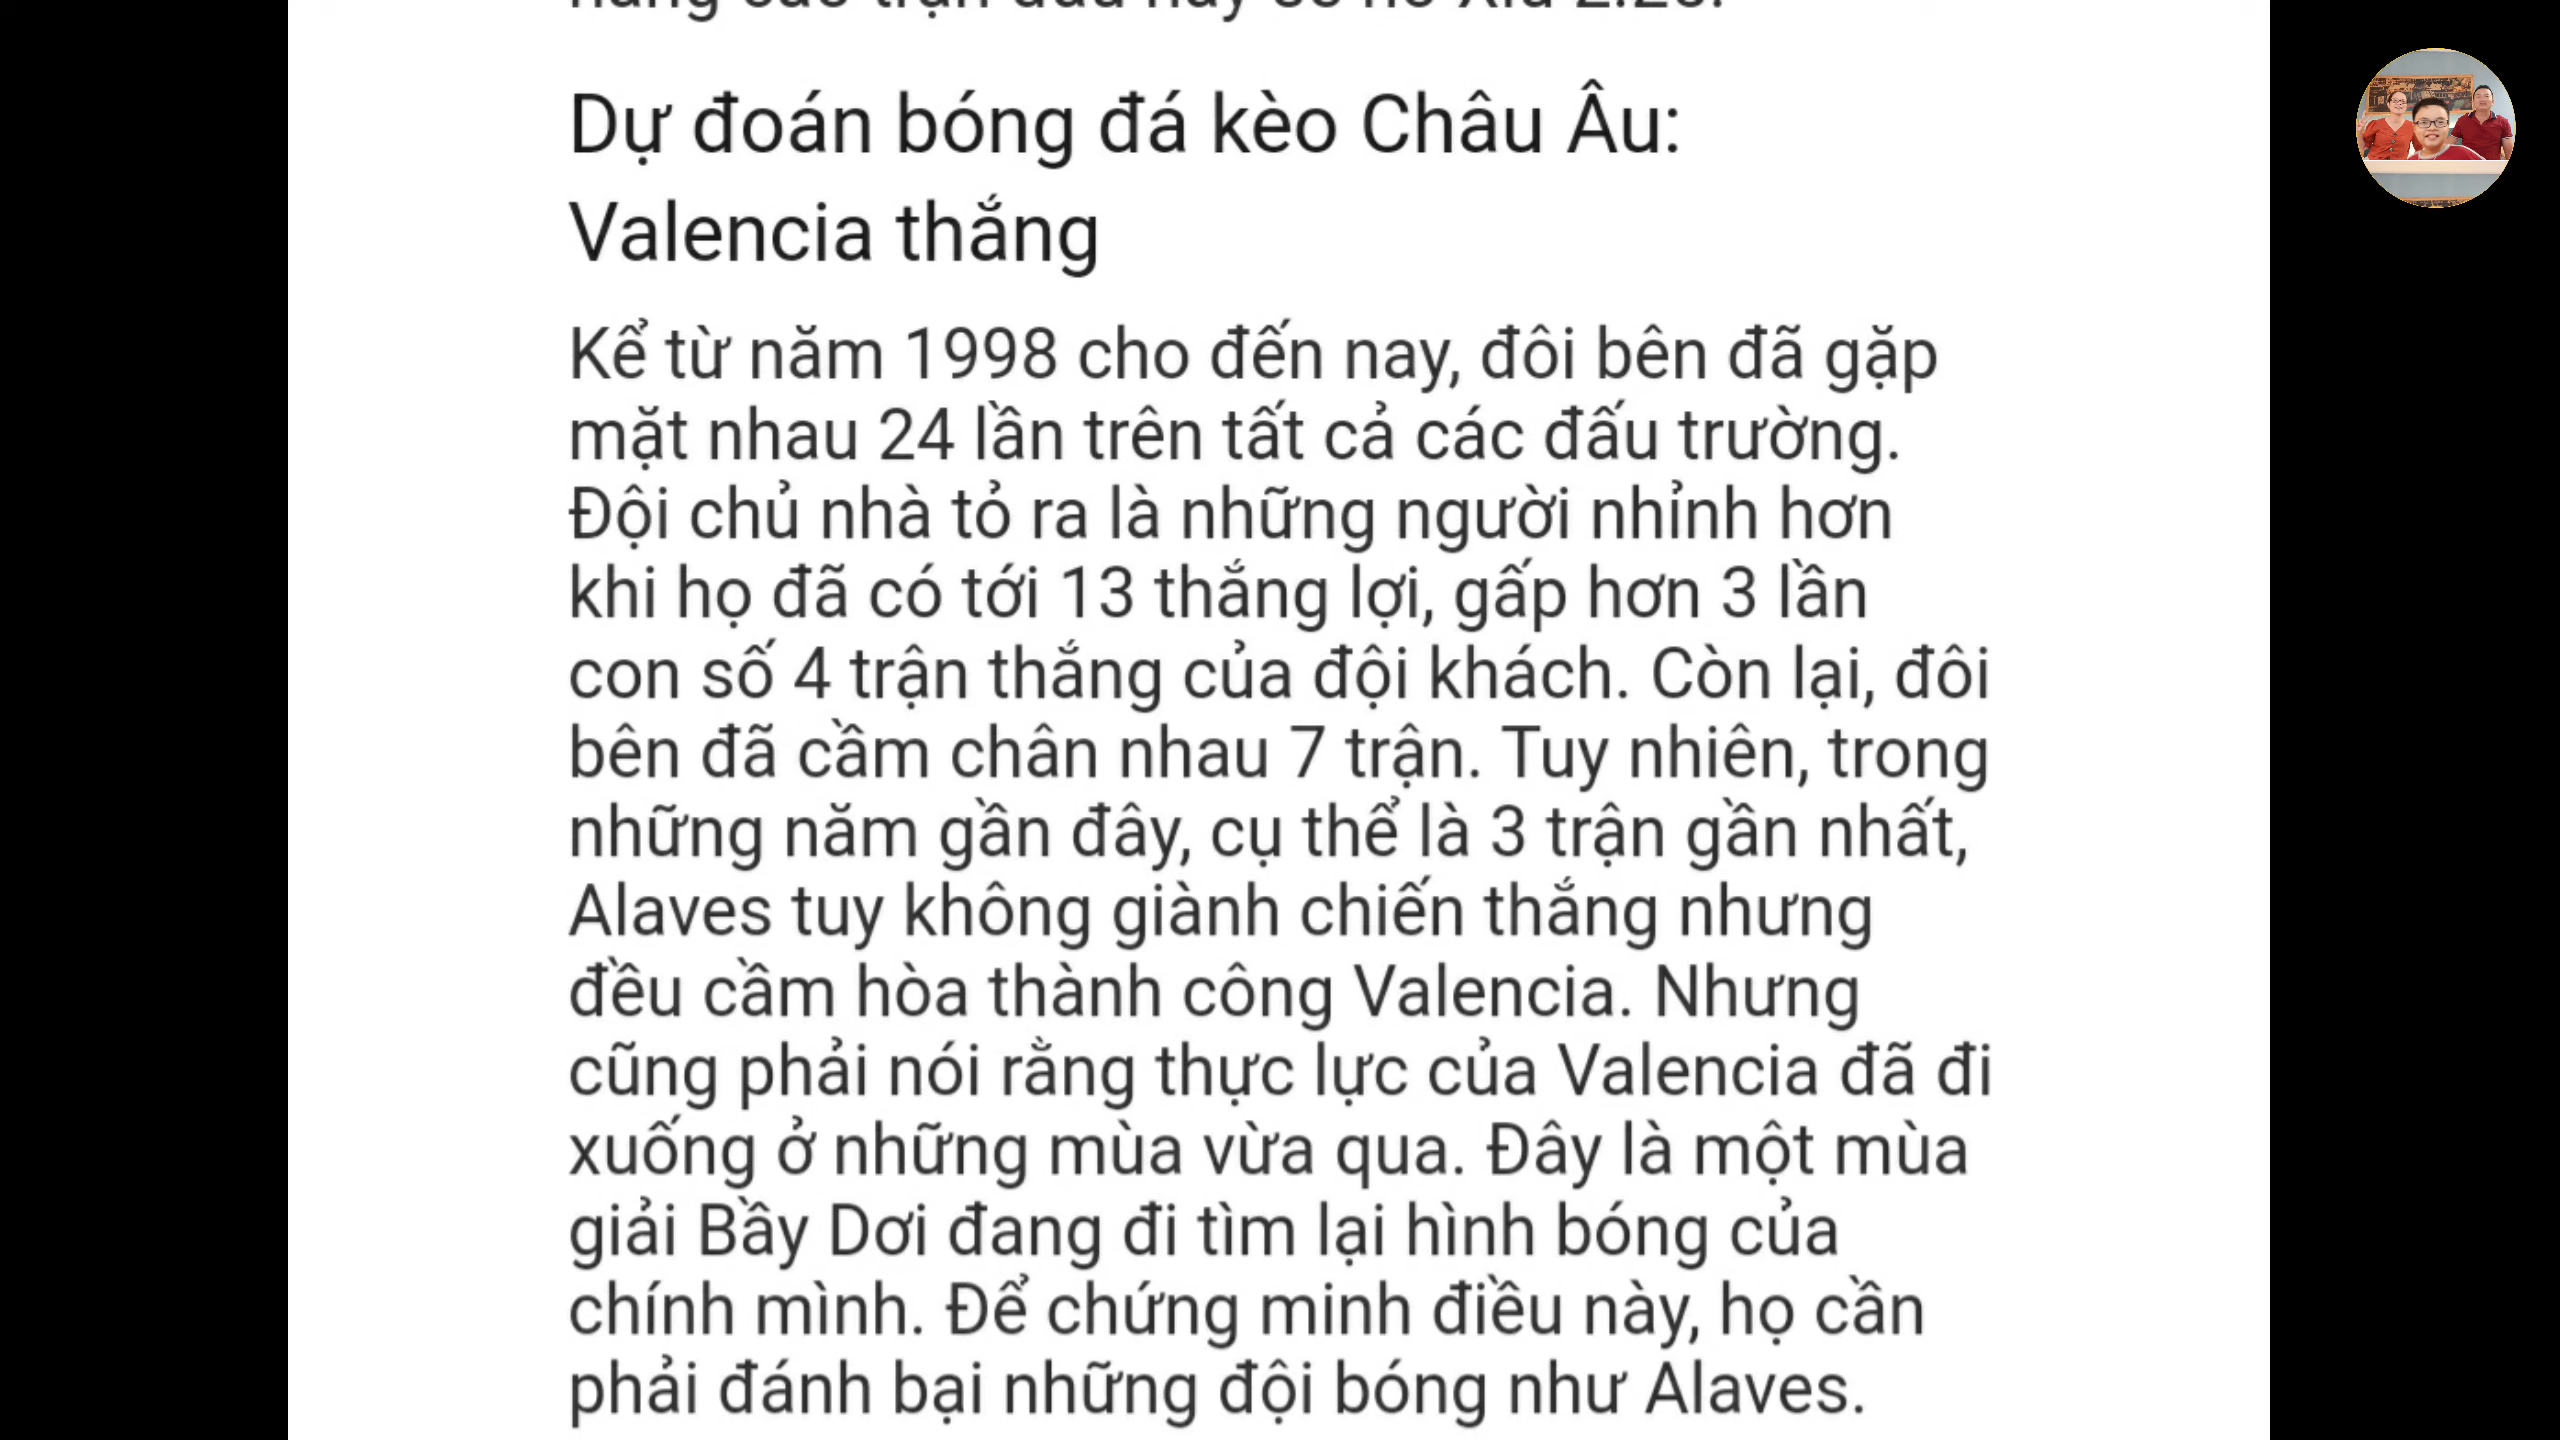 Dự đoán bóng đá kèo Châu Âu:
Valencia thắng
Kể từ năm 1998 cho đến nay, đôi bên đã gặp
mặt nhau 24 lần trên tất cả các đấu trường.
Đội chủ nhà tỏ ra là những người nhỉnh hơn
khi họ đã có tới 13 thắng lợi, gấp hơn 3 lần
con số 4 trận thắng của đội khách. Còn lại, đôi
bên đã cầm chân nhau 7 trận. Tuy nhiên, trong
những năm gần đây, cụ thể là 3 trận gần nhất,
Alaves tuy không giành chiến thắng nhưng
đều cầm hòa thành công Valencia. Nhưng
cũng phải nói rằng thực lực của Valencia đã đi
xuống ở những mùa vừa qua. Đây là một mùa
giải Bầy Dơi đang đi tìm lại hình bóng của
chính mình. Để chứng minh điều này, họ cần
phải đánh bại những đội bóng như Alaves.